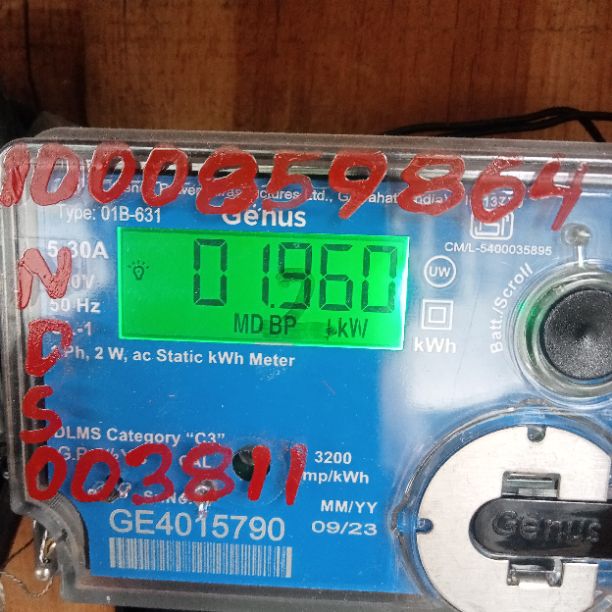 1000859864
Type: 01B-631
Genus
5-30A
50 Hz
01.960
MD BP kW
UW
kWh
CM/L-5400035895
Batt./Scroll
N
D
S
2 W, ac Static kWh Meter
DLMS Category "C3"
003811
3200
imp/kWh
MM/YY
09/23
GE4015790
Genus